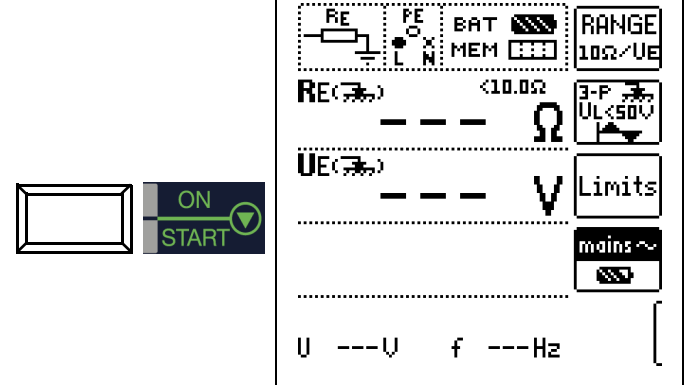 ON
START
RE PE BAT
L N MEM
RANGE
10Ω/UE
RE( ) <10.0Ω
--- Ω
3-P
UL<50V
UE( )
--- V
Limits
mains~
U ---V f ---Hz